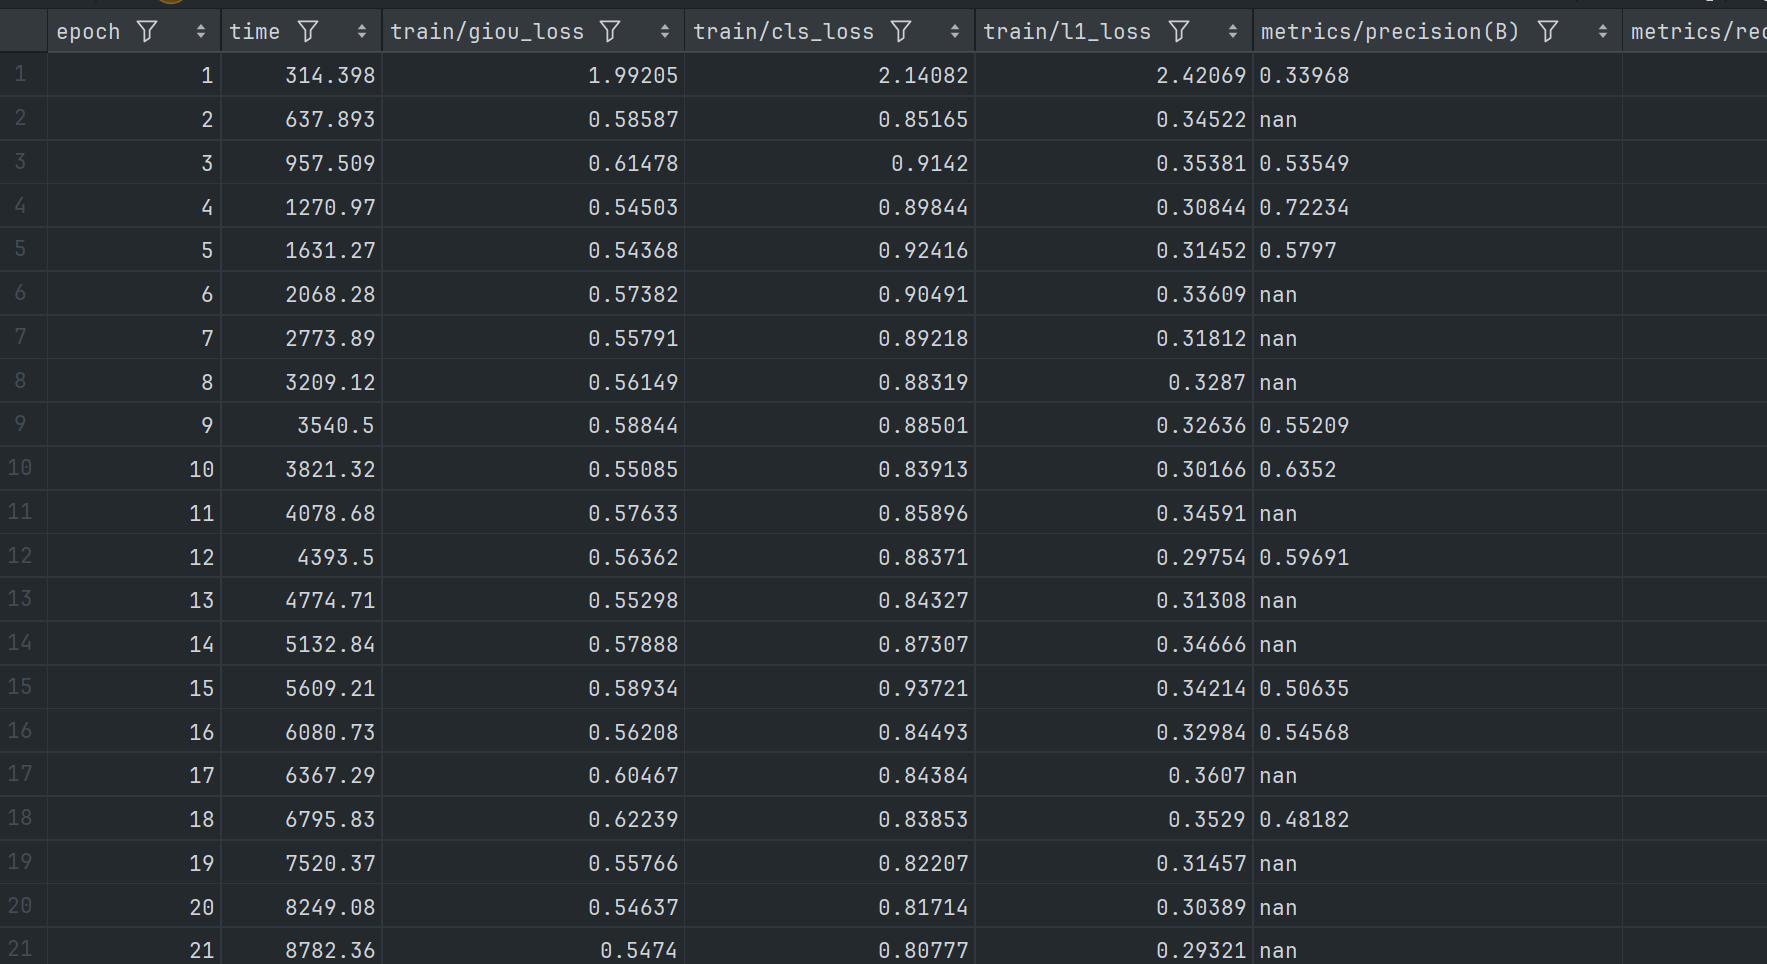 epoch time train/giou_loss train/cls_loss train/l1_loss metrics/precision(B) metrics/rec
1 1 314.398 1.99205 2.14082 2.42069 0.33968
2 2 637.893 0.58587 0.85165 0.34522 nan
3 3 957.509 0.61478 0.9142 0.35381 0.53549
4 4 1270.97 0.54503 0.89844 0.30844 0.72234
5 5 1631.27 0.54368 0.92416 0.31452 0.5797
6 6 2068.28 0.57382 0.90491 0.33609 nan
7 7 2773.89 0.55791 0.89218 0.31812 nan
8 8 3209.12 0.56149 0.88319 0.3287 nan
9 9 3540.5 0.58844 0.88501 0.32636 0.55209
10 10 3821.32 0.55085 0.83913 0.30166 0.6352
11 11 4078.68 0.57633 0.85896 0.34591 nan
12 12 4393.5 0.56362 0.88371 0.29754 0.59691
13 13 4774.71 0.55298 0.84327 0.31308 nan
14 14 5132.84 0.57888 0.87307 0.34666 nan
15 15 5609.21 0.58934 0.93721 0.34214 0.50635
16 16 6080.73 0.56208 0.84493 0.32984 0.54568
17 17 6367.29 0.60467 0.84384 0.3607 nan
18 18 6795.83 0.62239 0.83853 0.3529 0.48182
19 19 7520.37 0.55766 0.82207 0.31457 nan
20 20 8249.08 0.54637 0.81714 0.30389 nan
21 21 8782.36 0.5474 0.80777 0.29321 nan